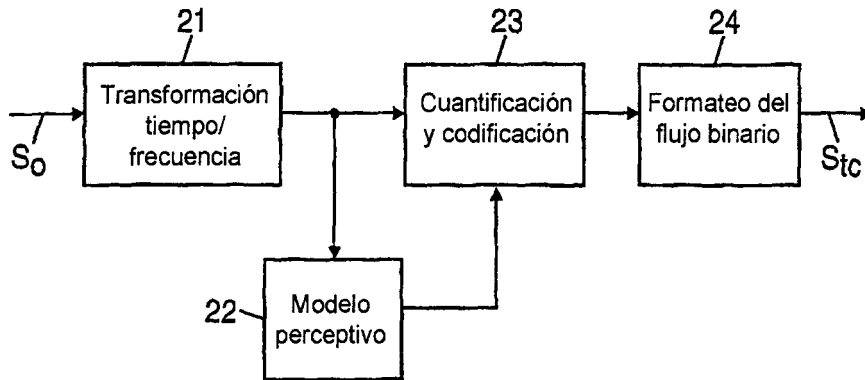 21
23
24
Transformación
tiempo/
frecuencia
Cuantificación
y codificación
Formateo del
flujo binario
So
Stc
22
Modelo
perceptivo